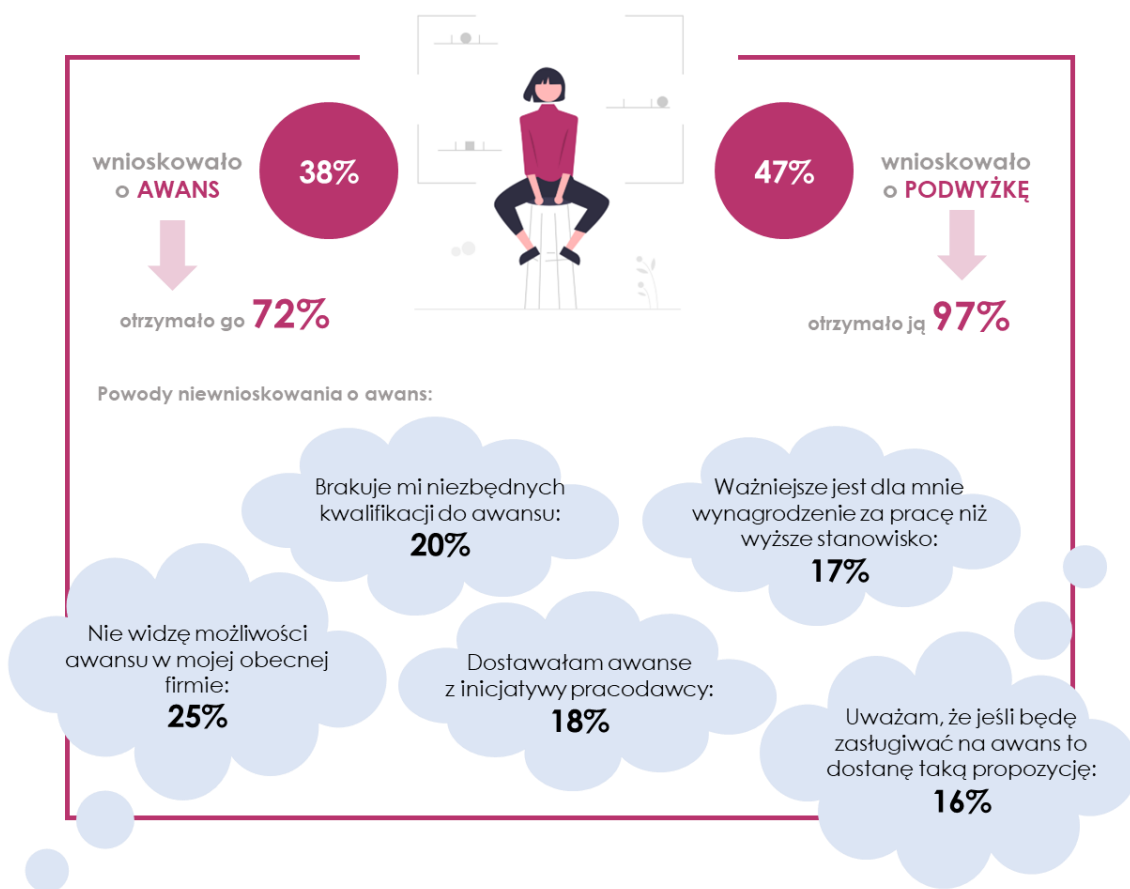 wnioskowało
o AWANS
38%
otrzymało go 72%
47%
wnioskowało
o PODWYŻKĘ
otrzymało ją 97%
Powody niewnioskowania o awans:
Brakuje mi niezbędnych
kwalifikacji do awansu:
20%
Ważniejsze jest dla mnie
wynagrodzenie za pracę niż
wyższe stanowisko:
17%
Nie widzę możliwości
awansu w mojej obecnej
firmie:
25%
Dostawałam awanse
z inicjatywy pracodawcy:
18%
Uważam, że jeśli będę
zasługiwać na awans to
dostanę taką propozycję:
16%